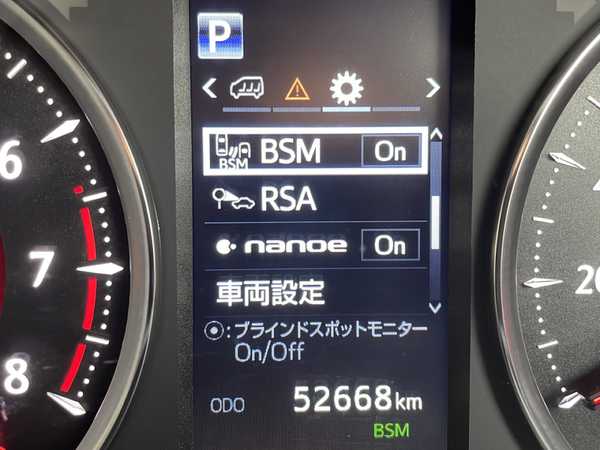 P
BSM
BSM On
RSA
nanoe On
車両設定
: ブラインドスポットモニター
On/Off
ODO 52668km
BSM
6
7
8
20